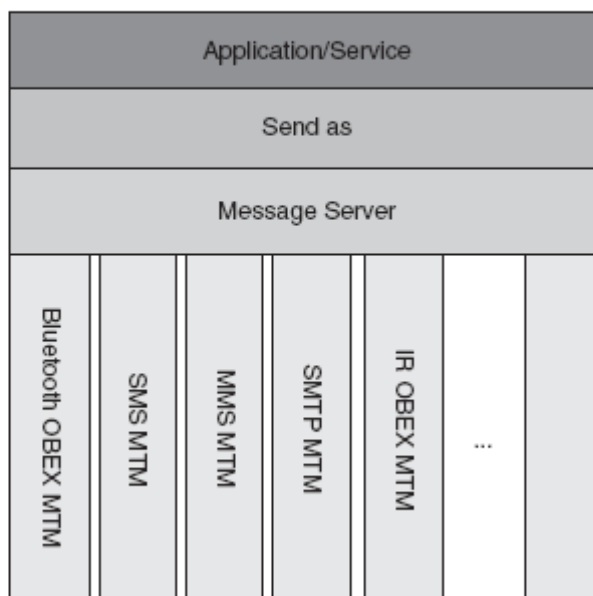 Application/Service
Send as
Message Server
Bluetooth OBEX MTM
SMS MTM
MMS MTM
SMTP MTM
IR OBEX MTM
...